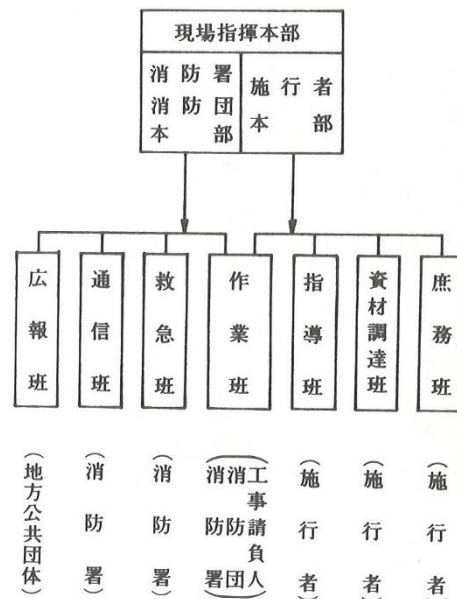 現場指揮本部
消防署
消防団
本部
施行者
本部
広報班
通信班
救急班
作業班
指導班
資材調達班
庶務班
(地方公共団体)
(消防署)
(消防署)
(工事請負人
消防団
消防署)
(施行者)
(施行者)
(施行者)